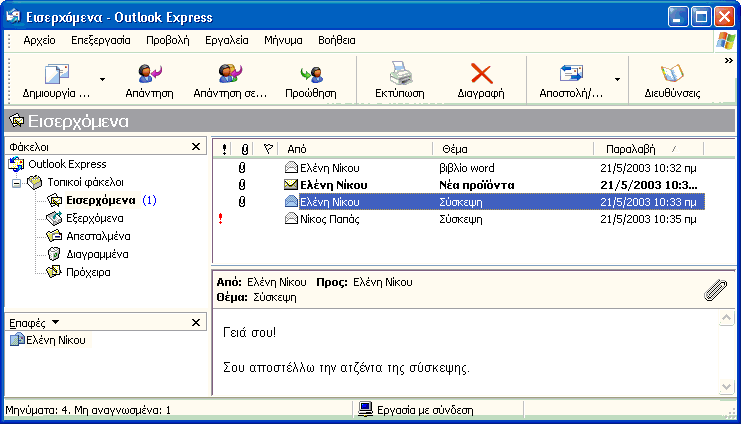 Εισερχόμενα - Outlook Express
Αρχείο Επεξεργασία Προβολή Εργαλεία Μήνυμα Βοήθεια
Δημιουργία ... Απάντηση Απάντηση σε... Προώθηση Εκτύπωση Διαγραφή Αποστολή/... Διευθύνσεις
Εισερχόμενα
Φάκελοι
Outlook Express
Τοπικοί φάκελοι
Εισερχόμενα (1)
Εξερχόμενα
Απεσταλμένα
Διαγραμμένα
Πρόχειρα
Επαφές
Ελένη Νίκου
! Από Θέμα Παραλαβή
Ελένη Νίκου βιβλίο word 21/5/2003 10:32 πμ
Ελένη Νίκου Νέα προϊόντα 21/5/2003 10:3...
Ελένη Νίκου Σύσκεψη 21/5/2003 10:33 πμ
! Νίκος Παπάς Σύσκεψη 21/5/2003 10:35 πμ
Από: Ελένη Νίκου Προς: Ελένη Νίκου
Θέμα: Σύσκεψη
Γειά σου!
Σου αποστέλλω την ατζέντα της σύσκεψης.
Μηνύματα: 4. Μη αναγνωσμένα: 1 Εργασία με σύνδεση